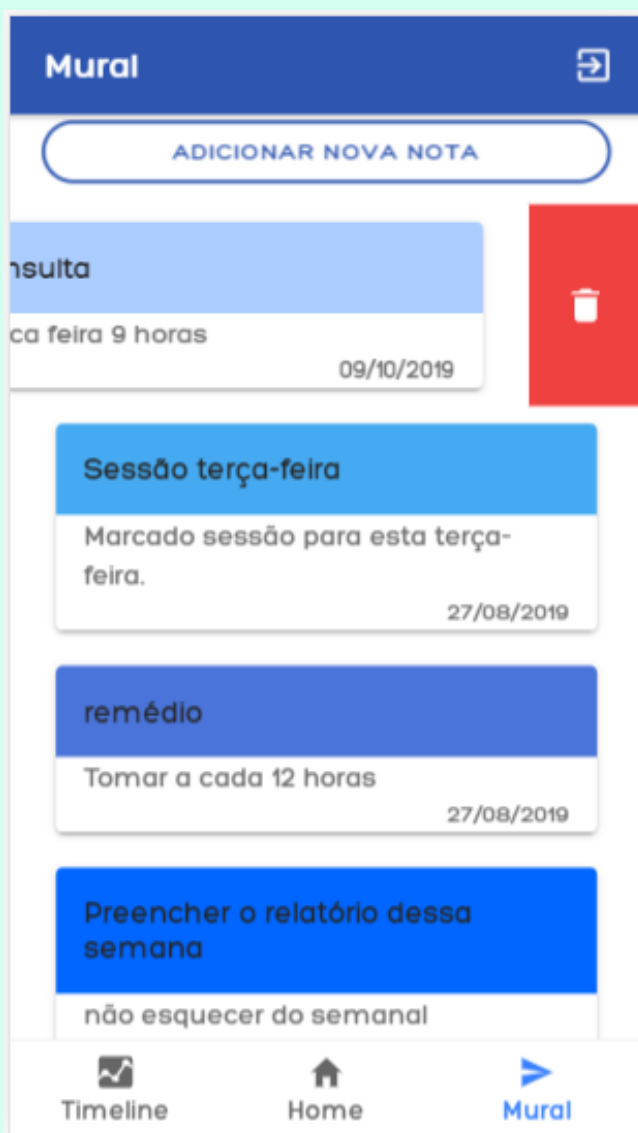 Mural
ADICIONAR NOVA NOTA
nsulta
ca feira 9 horas
09/10/2019
Sessão terça-feira
Marcado sessão para esta terça-
feira.
27/08/2019
remédio
Tomar a cada 12 horas
27/08/2019
Preencher o relatório dessa
semana
não esquecer do semanal
Timeline
Home
Mural